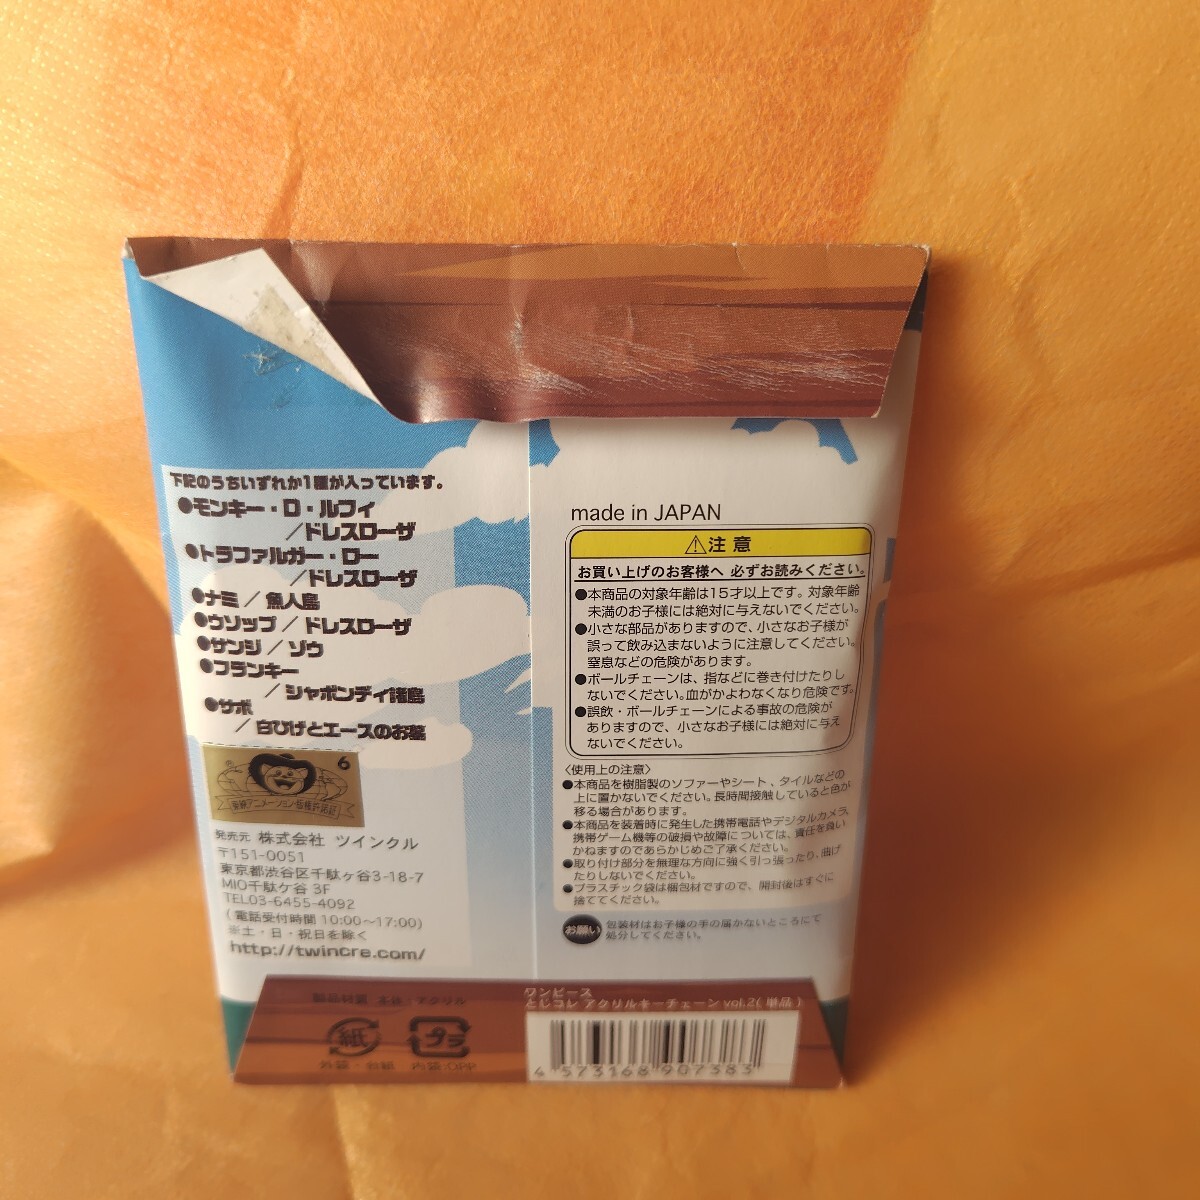 下記のうちいずれか1種が入っています。
●モンキー・D・ルフィ
／ドレスローザ
●トラファルガー・ロー
／ドレスローザ
●ナミ／魚人島
●ウソップ／ドレスローザ
●サンジ／ゾウ
●フランキー
／シャボンディ諸島
●サボ
／白ひげとエースのお墓
® 6
東映アニメーション版権許諾証
発売元 株式会社 ツインクル
〒151-0051
東京都渋谷区千駄ヶ谷3-18-7
MIO千駄ケ谷 3F
TEL03-6455-4092
(電話受付時間 10:00〜17:00)
※土・日・祝日を除く
http://twincre.com/
made in JAPAN
⚠注意
お買い上げのお客様へ 必ずお読みください。
●本商品の対象年齢は15才以上です。対象年齢
未満のお子様には絶対に与えないでください。
●小さな部品がありますので、小さなお子様が
誤って飲み込まないように注意してください。
窒息などの危険があります。
●ボールチェーンは、指などに巻き付けたりし
ないでください。血がかよわなくなり危険です。
●誤飲・ボールチェーンによる事故の危険が
ありますので、小さなお子様には絶対に与え
ないでください。
〈使用上の注意〉
●本商品を樹脂製のソファーやシート、タイルなどの
上に置かないでください。長時間接触していると色が
移る場合があります。
●本商品を装着時に発生した携帯電話やデジタルカメラ、
携帯ゲーム機等の破損や故障については、責任を負い
かねますのであらかじめご了承ください。
●取り付け部分を無理な方向に強く引っ張ったり、曲げ
たりしないでください。
●プラスチック袋は梱包材ですので、開封後はすぐに
捨ててください。
お願い 包装材はお子様の手の届かないところにて
処分してください。
ワンピース
とじコレ アクリルキーチェーン vol.2
紙
プラ
外装・台紙 内袋:OPP
4573168907383